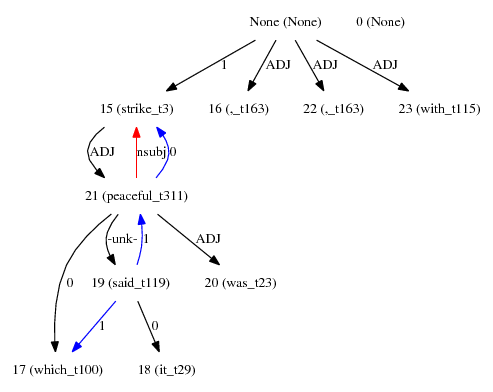 None (None) 0 (None)
1 ADJ ADJ ADJ
15 (strike_t3) 16 (,_t163) 22 (,_t163) 23 (with_t115)
ADJ nsubj 0
21 (peaceful_t311)
0 -unk- 1 ADJ
19 (said_t119) 20 (was_t23)
1 0
17 (which_t100) 18 (it_t29)